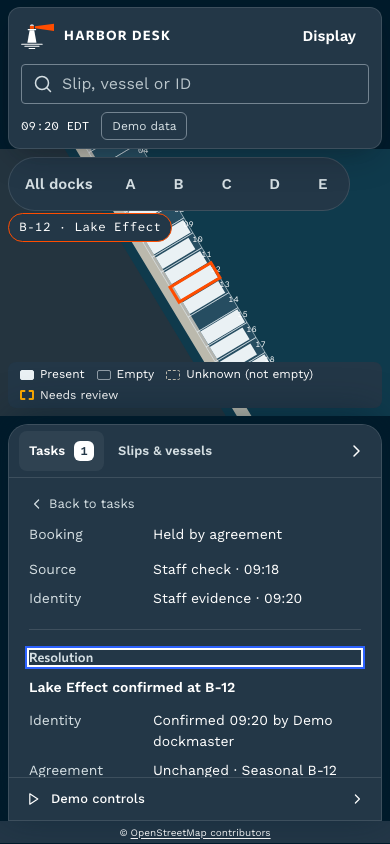 HARBOR DESK
Display
Slip, vessel or ID
09:20 EDT
Demo data
04
All docks
A
B
C
D
E
B-12 · Lake Effect
10
11
13
14
15
16
17
Present
Empty
Unknown (not empty)
Needs review
Tasks
1
Slips & vessels
Back to tasks
Booking
Held by agreement
Source
Staff check · 09:18
Identity
Staff evidence · 09:20
Resolution
Lake Effect confirmed at B-12
Identity
Confirmed 09:20 by Demo
dockmaster
Agreement
Unchanged · Seasonal B-12
Demo controls
© OpenStreetMap contributors